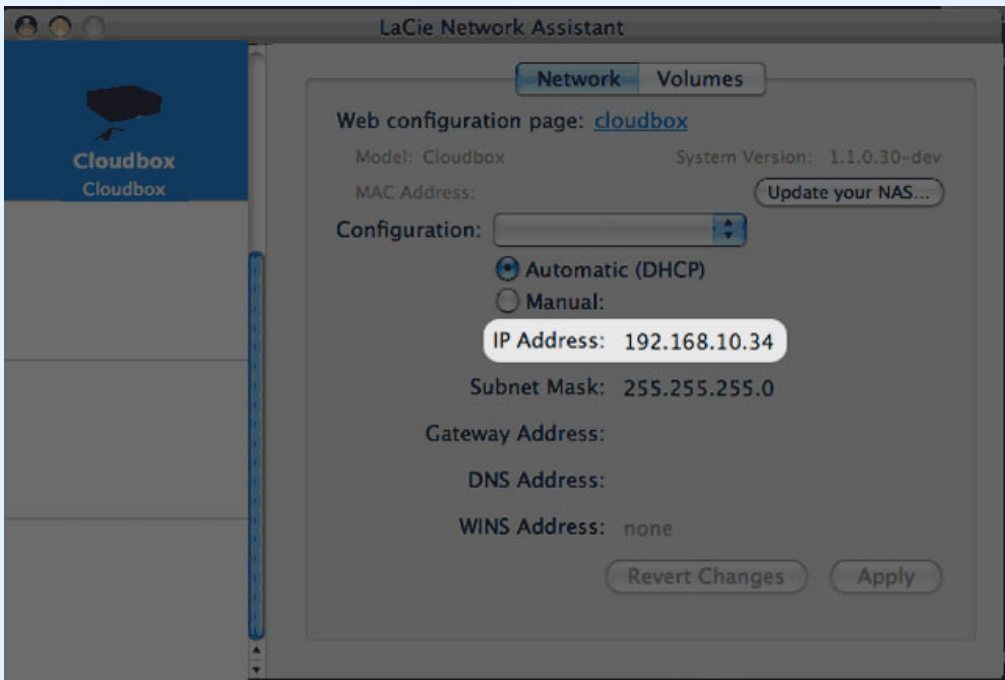 LaCie Network Assistant
Cloudbox
Cloudbox
Network Volumes
Web configuration page: cloudbox
Model: Cloudbox System Version: 1.1.0.30-dev
MAC Address: Update your NAS...
Configuration:
Automatic (DHCP)
Manual:
IP Address: 192.168.10.34
Subnet Mask: 255.255.255.0
Gateway Address:
DNS Address:
WINS Address: none
Revert Changes Apply